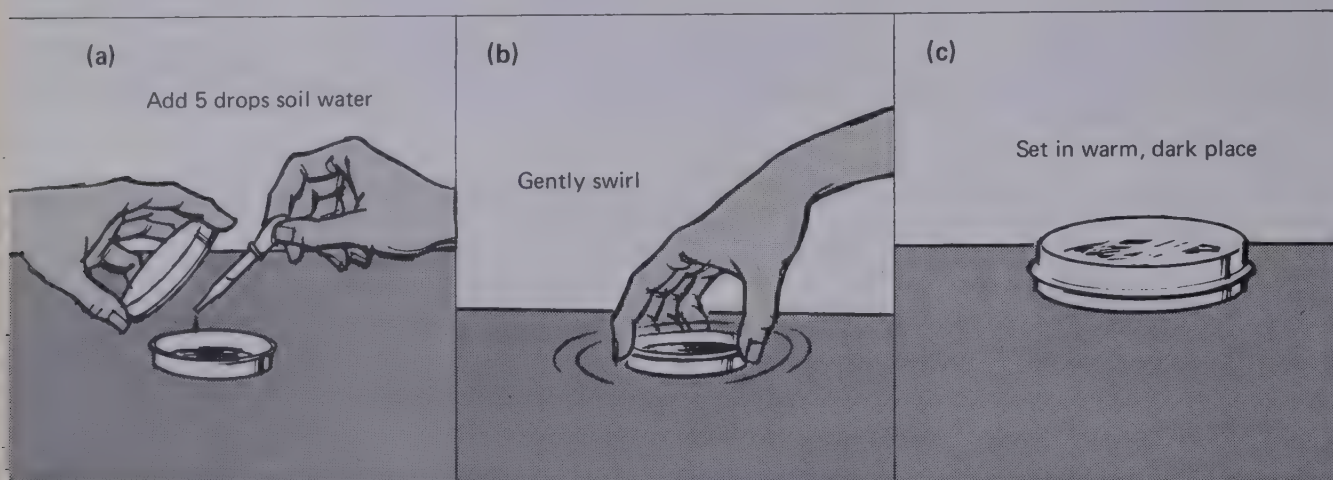 (a)
Add 5 drops soil water
(b)
Gently swirl
(c)
Set in warm, dark place